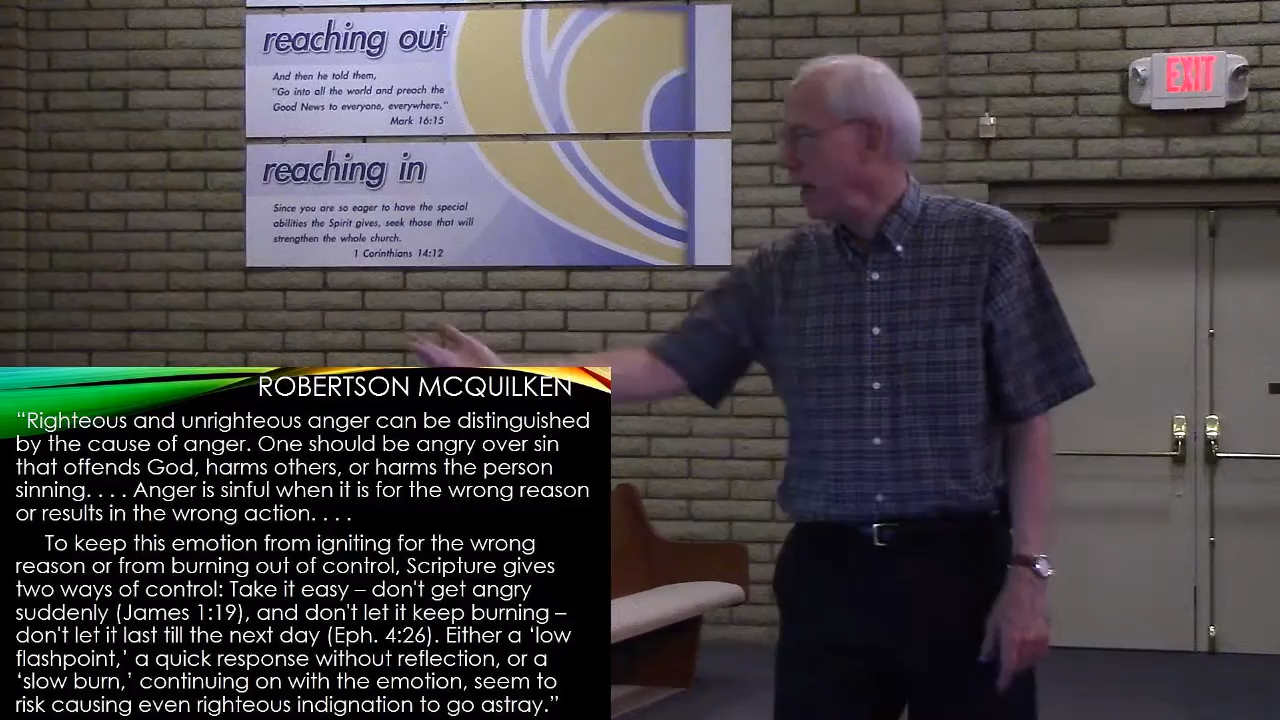 reaching out
And then he told them,
"Go into all the world and preach the
Good News to everyone, everywhere."
Mark 16:15
reaching in
Since you are so eager to have the special
abilities the Spirit gives, seek those that will
strengthen the whole church.
1 Corinthians 14:12
EXIT
ROBERTSON MCQUILKEN
“Righteous and unrighteous anger can be distinguished
by the cause of anger. One should be angry over sin
that offends God, harms others, or harms the person
sinning. . . . Anger is sinful when it is for the wrong reason
or results in the wrong action. . . .
To keep this emotion from igniting for the wrong
reason or from burning out of control, Scripture gives
two ways of control: Take it easy – don't get angry
suddenly (James 1:19), and don't let it keep burning –
don't let it last till the next day (Eph. 4:26). Either a ‘low
flashpoint,’ a quick response without reflection, or a
‘slow burn,’ continuing on with the emotion, seem to
risk causing even righteous indignation to go astray.”